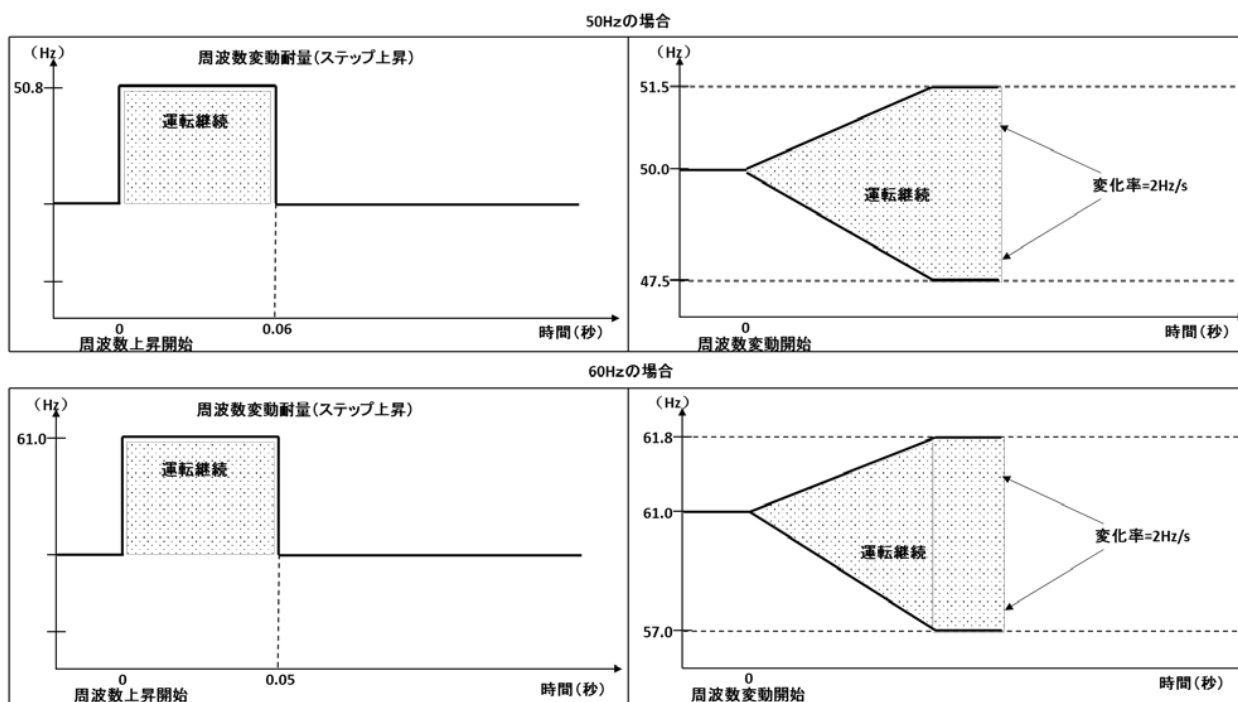 50Hzの場合
（Hz）
周波数変動耐量（ステップ上昇）
50.8
運転継続
0
0.06
時間（秒）
周波数上昇開始
（Hz）
51.5
50.0
変化率=2Hz/s
運転継続
47.5
0
時間（秒）
周波数変動開始
60Hzの場合
（Hz）
周波数変動耐量（ステップ上昇）
61.0
運転継続
0
0.05
時間（秒）
周波数上昇開始
（Hz）
61.8
61.0
変化率=2Hz/s
運転継続
57.0
0
時間（秒）
周波数変動開始